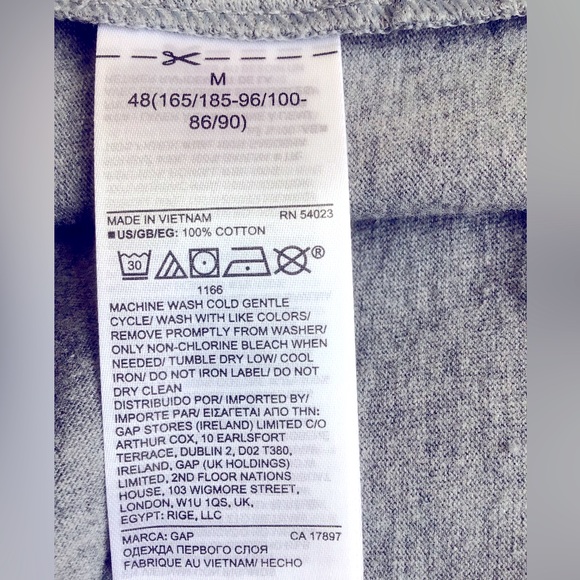 M
48(165/185-96/100-
86/90)
MADE IN VIETNAM RN 54023
US/GB/EG: 100% COTTON
30
®
1166
MACHINE WASH COLD GENTLE
CYCLE/ WASH WITH LIKE COLORS/
REMOVE PROMPTLY FROM WASHER/
ONLY NON-CHLORINE BLEACH WHEN
NEEDED/ TUMBLE DRY LOW/ COOL
IRON/ DO NOT IRON LABEL/ DO NOT
DRY CLEAN
DISTRIBUIDO POR/ IMPORTED BY/
IMPORTE PAR/ ΕΙΣΑΓΕΤΑΙ ΑΠΟ ΤΗΝ:
GAP STORES (IRELAND) LIMITED C/O
ARTHUR COX, 10 EARLSFORT
TERRACE, DUBLIN 2, D02 T380,
IRELAND, GAP (UK HOLDINGS)
LIMITED, 2ND FLOOR NATIONS
HOUSE, 103 WIGMORE STREET,
LONDON, W1U 1QS, UK,
EGYPT: RIGE, LLC
MARCA: GAP CA 17897
ОДЕЖДА ПЕРВОГО СЛОЯ
FABRIQUE AU VIETNAM/ HECHO